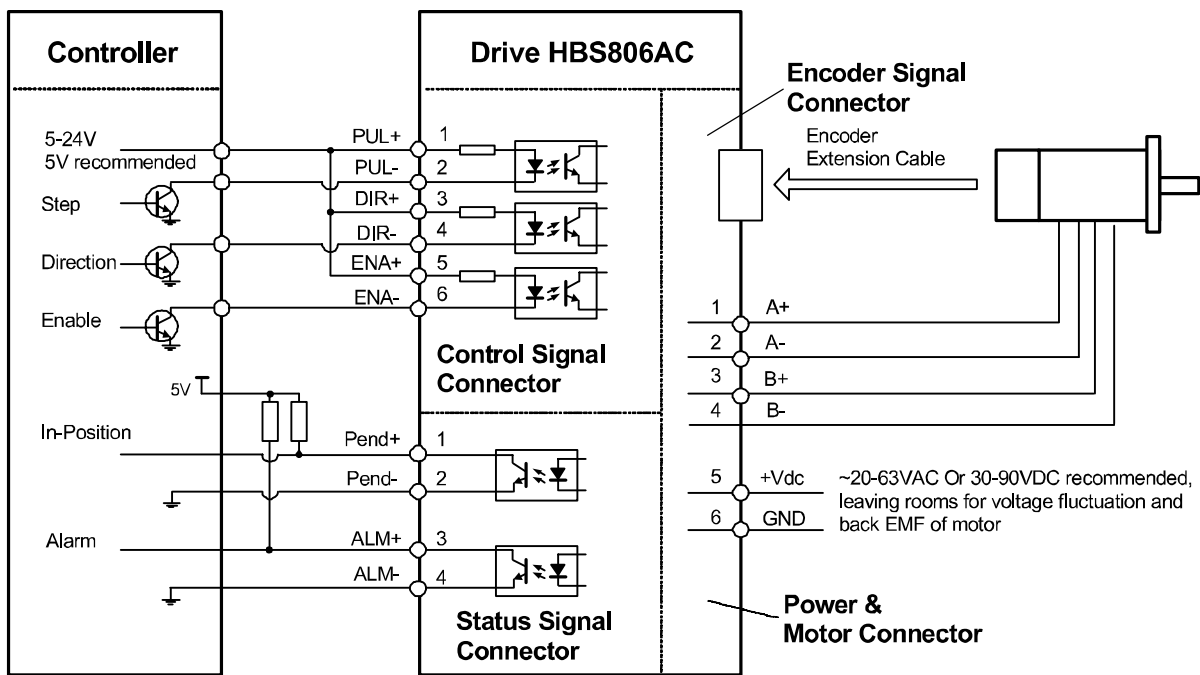 Controller
5-24V
5V recommended
Step
Direction
Enable
5V
In-Position
Alarm
Drive HBS806AC
PUL+ 1
PUL- 2
DIR+ 3
DIR- 4
ENA+ 5
ENA- 6
Control Signal
Connector
Pend+ 1
Pend- 2
ALM+ 3
ALM- 4
Status Signal
Connector
Encoder Signal
Connector
Encoder
Extension Cable
1 A+
2 A-
3 B+
4 B-
5 +Vdc
6 GND
~20-63VAC Or 30-90VDC recommended,
leaving rooms for voltage fluctuation and
back EMF of motor
Power &
Motor Connector